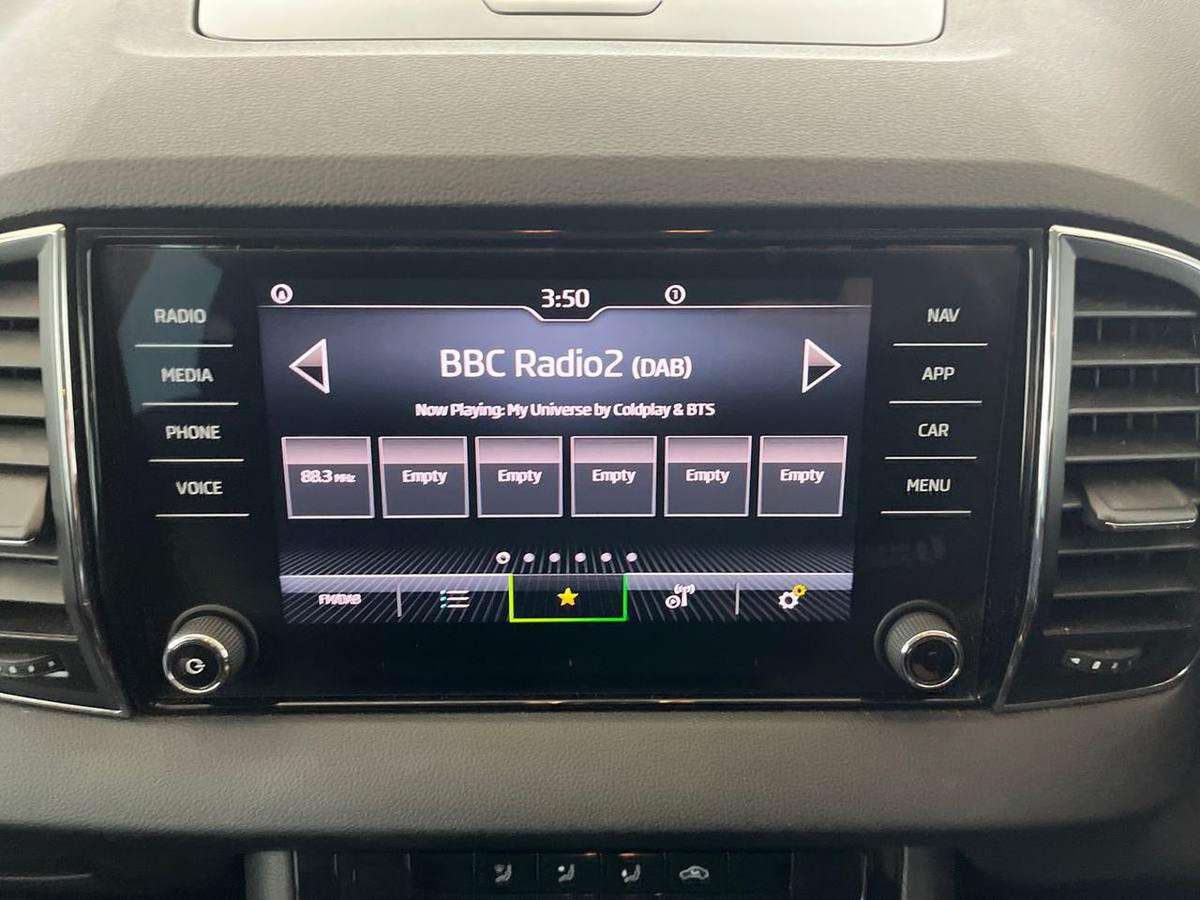 3:50
1
RADIO
MEDIA
PHONE
VOICE
BBC Radio2 (DAB)
Now Playing: My Universe by Coldplay & BTS
88.3 MHz
Empty
Empty
Empty
Empty
Empty
FM/DAB
NAV
APP
CAR
MENU